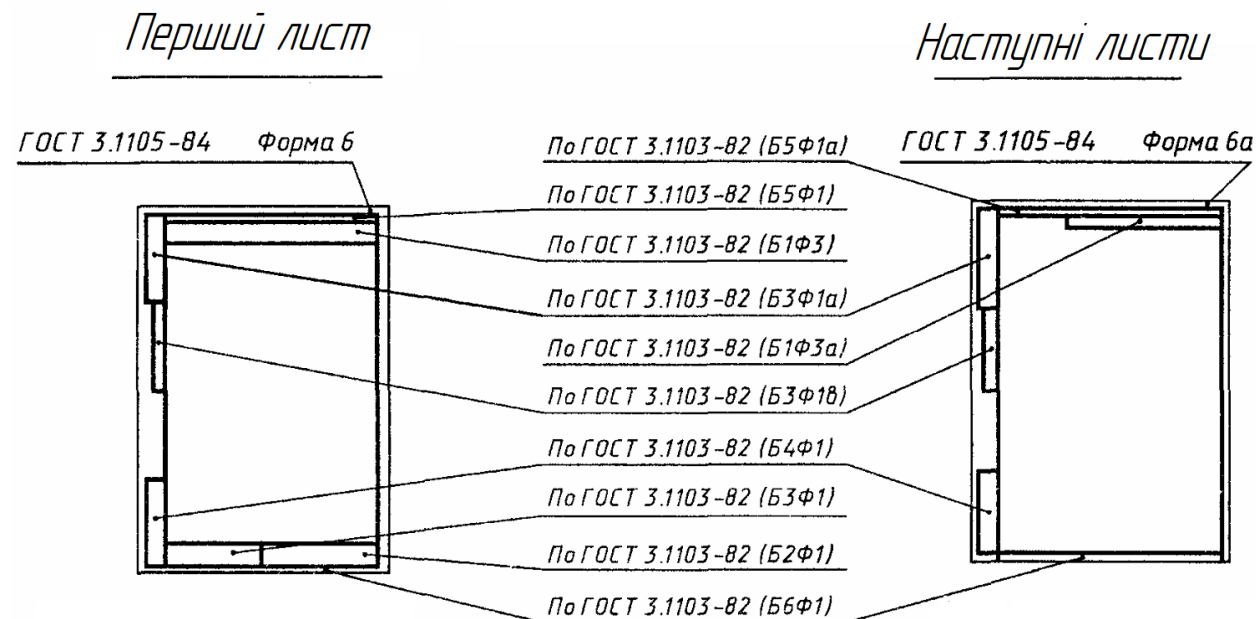 Перший лист
Наступні листи
ГОСТ 3.1105-84 Форма 6
По ГОСТ 3.1103-82 (Б5Ф1а)
ГОСТ 3.1105-84 Форма 6а
По ГОСТ 3.1103-82 (Б5Ф1)
По ГОСТ 3.1103-82 (Б1Ф3)
По ГОСТ 3.1103-82 (Б3Ф1а)
По ГОСТ 3.1103-82 (Б1Ф3а)
По ГОСТ 3.1103-82 (Б3Ф1в)
По ГОСТ 3.1103-82 (Б4Ф1)
По ГОСТ 3.1103-82 (Б3Ф1)
По ГОСТ 3.1103-82 (Б2Ф1)
По ГОСТ 3.1103-82 (Б6Ф1)